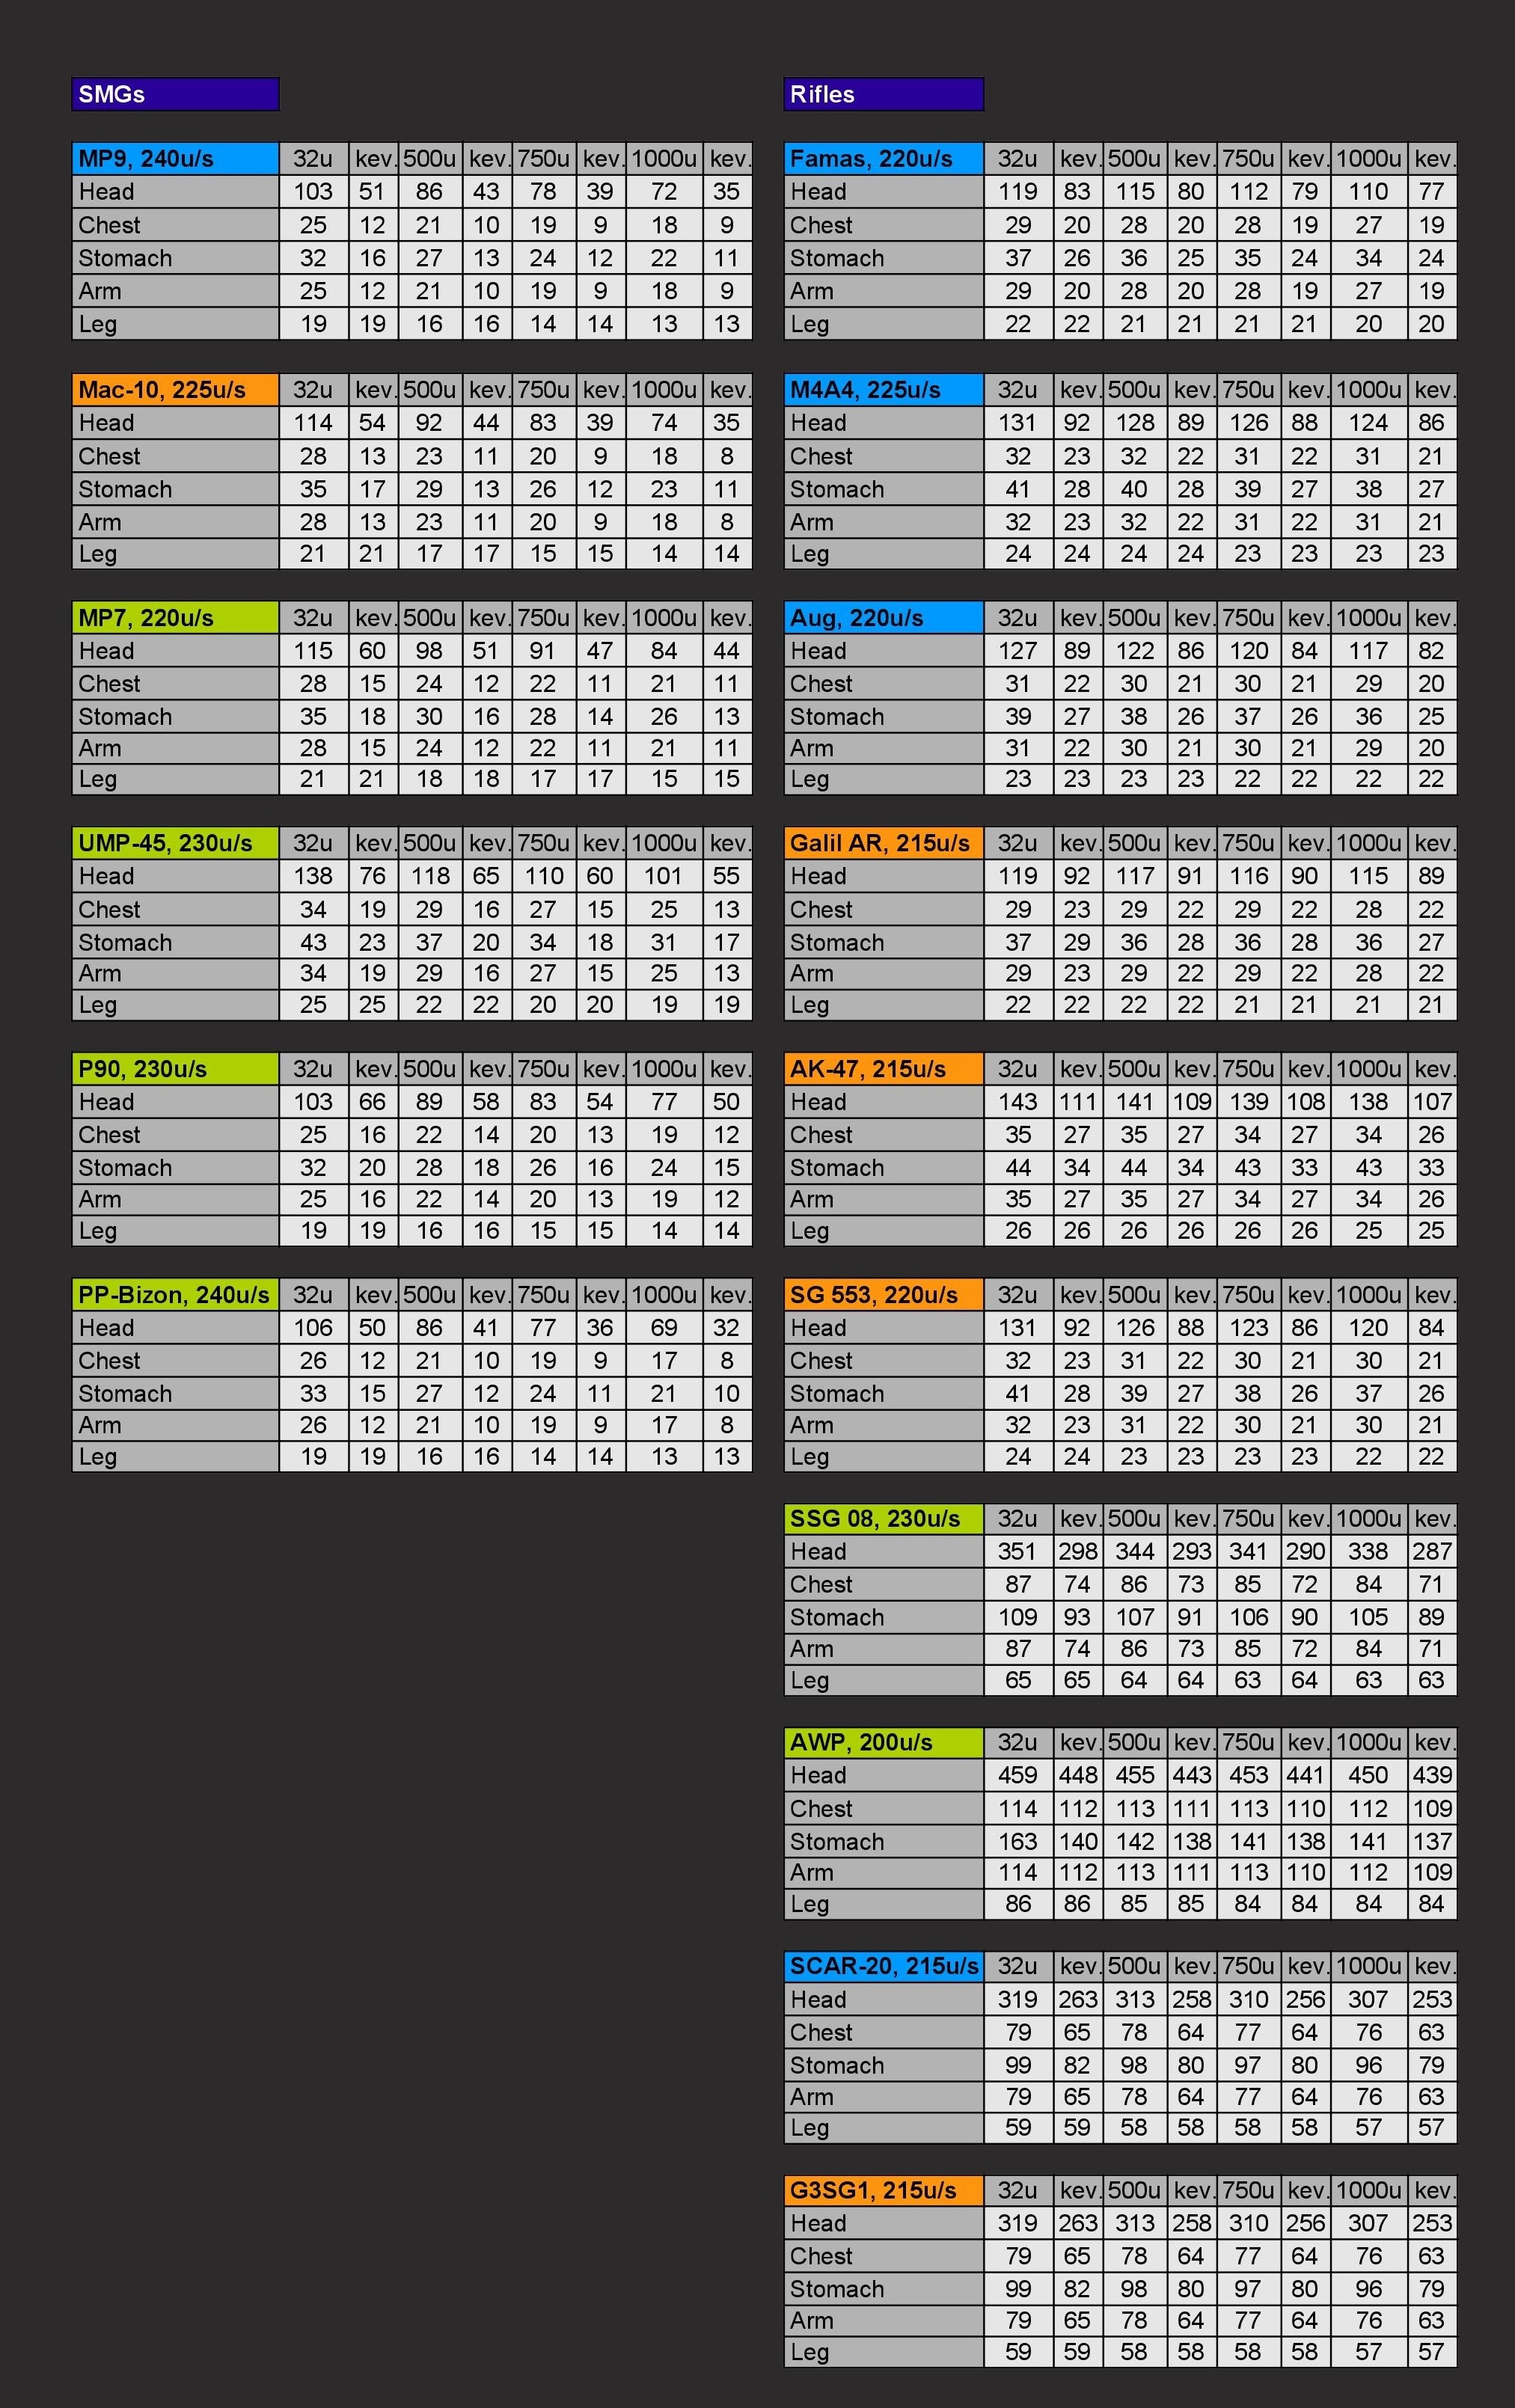 SMGs
MP9, 240u/s 32u kev. 500u kev. 750u kev. 1000u kev.
Head 103 51 86 43 78 39 72 35
Chest 25 12 21 10 19 9 18 9
Stomach 32 16 27 13 24 12 22 11
Arm 25 12 21 10 19 9 18 9
Leg 19 19 16 16 14 14 13 13
Mac-10, 225u/s 32u kev. 500u kev. 750u kev. 1000u kev.
Head 114 54 92 44 83 39 74 35
Chest 28 13 23 11 20 9 18 8
Stomach 35 17 29 13 26 12 23 11
Arm 28 13 23 11 20 9 18 8
Leg 21 21 17 17 15 15 14 14
MP7, 220u/s 32u kev. 500u kev. 750u kev. 1000u kev.
Head 115 60 98 51 91 47 84 44
Chest 28 15 24 12 22 11 21 11
Stomach 35 18 30 16 28 14 26 13
Arm 28 15 24 12 22 11 21 11
Leg 21 21 18 18 17 17 15 15
UMP-45, 230u/s 32u kev. 500u kev. 750u kev. 1000u kev.
Head 138 76 118 65 110 60 101 55
Chest 34 19 29 16 27 15 25 13
Stomach 43 23 37 20 34 18 31 17
Arm 34 19 29 16 27 15 25 13
Leg 25 25 22 22 20 20 19 19
P90, 230u/s 32u kev. 500u kev. 750u kev. 1000u kev.
Head 103 66 89 58 83 54 77 50
Chest 25 16 22 14 20 13 19 12
Stomach 32 20 28 18 26 16 24 15
Arm 25 16 22 14 20 13 19 12
Leg 19 19 16 16 15 15 14 14
PP-Bizon, 240u/s 32u kev. 500u kev. 750u kev. 1000u kev.
Head 106 50 86 41 77 36 69 32
Chest 26 12 21 10 19 9 17 8
Stomach 33 15 27 12 24 11 21 10
Arm 26 12 21 10 19 9 17 8
Leg 19 19 16 16 14 14 13 13
Rifles
Famas, 220u/s 32u kev. 500u kev. 750u kev. 1000u kev.
Head 119 83 115 80 112 79 110 77
Chest 29 20 28 20 28 19 27 19
Stomach 37 26 36 25 35 24 34 24
Arm 29 20 28 20 28 19 27 19
Leg 22 22 21 21 21 21 20 20
M4A4, 225u/s 32u kev. 500u kev. 750u kev. 1000u kev.
Head 131 92 128 89 126 88 124 86
Chest 32 23 32 22 31 22 31 21
Stomach 41 28 40 28 39 27 38 27
Arm 32 23 32 22 31 22 31 21
Leg 24 24 24 24 23 23 23 23
Aug, 220u/s 32u kev. 500u kev. 750u kev. 1000u kev.
Head 127 89 122 86 120 84 117 82
Chest 31 22 30 21 30 21 29 20
Stomach 39 27 38 26 37 26 36 25
Arm 31 22 30 21 30 21 29 20
Leg 23 23 23 23 22 22 22 22
Galil AR, 215u/s 32u kev. 500u kev. 750u kev. 1000u kev.
Head 119 92 117 91 116 90 115 89
Chest 29 23 29 22 29 22 28 22
Stomach 37 29 36 28 36 28 36 27
Arm 29 23 29 22 29 22 28 22
Leg 22 22 22 22 21 21 21 21
AK-47, 215u/s 32u kev. 500u kev. 750u kev. 1000u kev.
Head 143 111 141 109 139 108 138 107
Chest 35 27 35 27 34 27 34 26
Stomach 44 34 44 34 43 33 43 33
Arm 35 27 35 27 34 27 34 26
Leg 26 26 26 26 26 26 25 25
SG 553, 220u/s 32u kev. 500u kev. 750u kev. 1000u kev.
Head 131 92 126 88 123 86 120 84
Chest 32 23 31 22 30 21 30 21
Stomach 41 28 39 27 38 26 37 26
Arm 32 23 31 22 30 21 30 21
Leg 24 24 23 23 23 23 22 22
SSG 08, 230u/s 32u kev. 500u kev. 750u kev. 1000u kev.
Head 351 298 344 293 341 290 338 287
Chest 87 74 86 73 85 72 84 71
Stomach 109 93 107 91 106 90 105 89
Arm 87 74 86 73 85 72 84 71
Leg 65 65 64 64 63 64 63 63
AWP, 200u/s 32u kev. 500u kev. 750u kev. 1000u kev.
Head 459 448 455 443 453 441 450 439
Chest 114 112 113 111 113 110 112 109
Stomach 163 140 142 138 141 138 141 137
Arm 114 112 113 111 113 110 112 109
Leg 86 86 85 85 84 84 84 84
SCAR-20, 215u/s 32u kev. 500u kev. 750u kev. 1000u kev.
Head 319 263 313 258 310 256 307 253
Chest 79 65 78 64 77 64 76 63
Stomach 99 82 98 80 97 80 96 79
Arm 79 65 78 64 77 64 76 63
Leg 59 59 58 58 58 58 57 57
G3SG1, 215u/s 32u kev. 500u kev. 750u kev. 1000u kev.
Head 319 263 313 258 310 256 307 253
Chest 79 65 78 64 77 64 76 63
Stomach 99 82 98 80 97 80 96 79
Arm 79 65 78 64 77 64 76 63
Leg 59 59 58 58 58 58 57 57